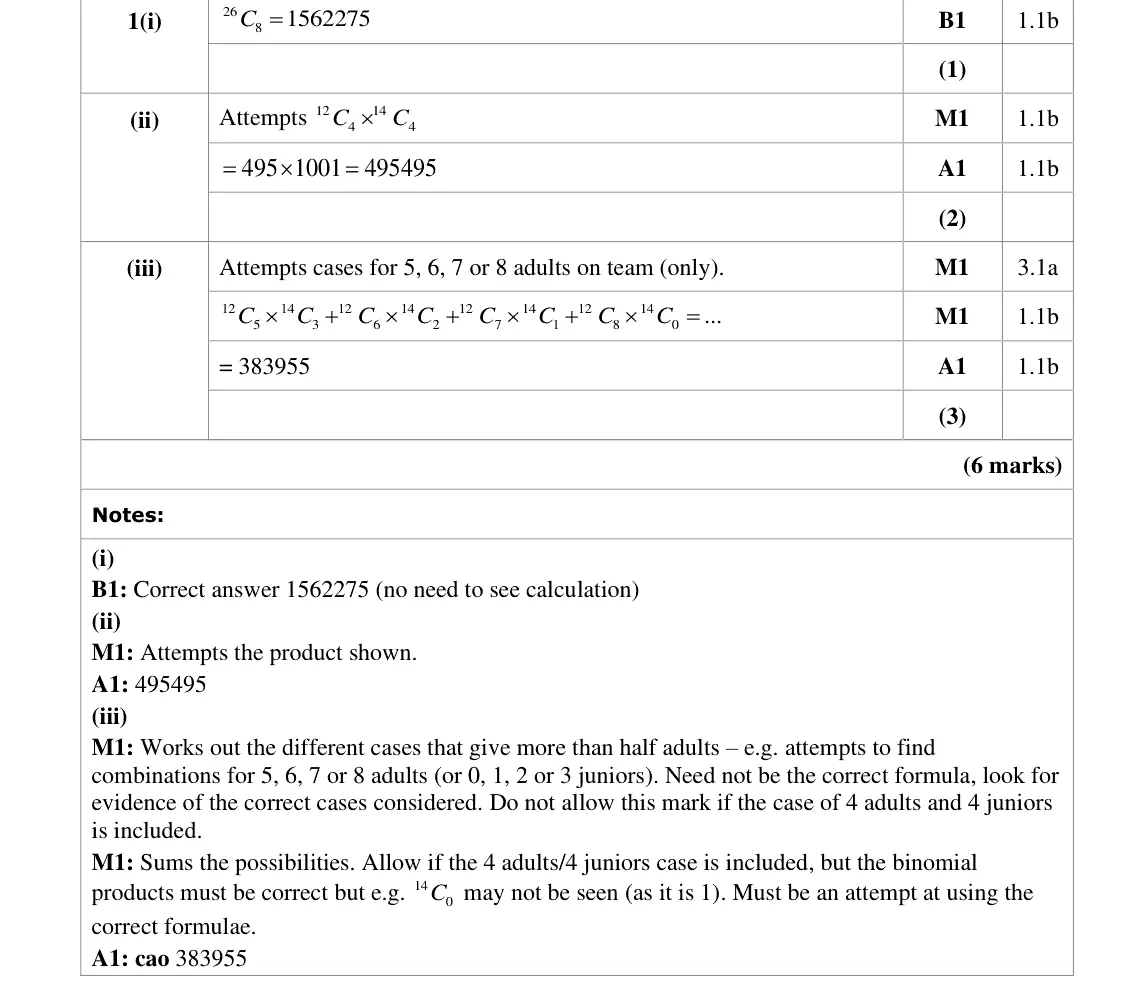 1(i) ²⁶C₈ = 1562275 B1 1.1b
(1)
(ii) Attempts ¹²C₄ ×¹⁴ C₄ M1 1.1b
= 495×1001 = 495495 A1 1.1b
(2)
(iii) Attempts cases for 5, 6, 7 or 8 adults on team (only). M1 3.1a
¹²C₅ × ¹⁴C₃ +¹² C₆ × ¹⁴C₂ +¹² C₇ × ¹⁴C₁ +¹² C₈ × ¹⁴C₀ = ... M1 1.1b
= 383955 A1 1.1b
(3)
(6 marks)
Notes:
(i)
B1: Correct answer 1562275 (no need to see calculation)
(ii)
M1: Attempts the product shown.
A1: 495495
(iii)
M1: Works out the different cases that give more than half adults – e.g. attempts to find
combinations for 5, 6, 7 or 8 adults (or 0, 1, 2 or 3 juniors). Need not be the correct formula, look for
evidence of the correct cases considered. Do not allow this mark if the case of 4 adults and 4 juniors
is included.
M1: Sums the possibilities. Allow if the 4 adults/4 juniors case is included, but the binomial
products must be correct but e.g. ¹⁴C₀ may not be seen (as it is 1). Must be an attempt at using the
correct formulae.
A1: cao 383955